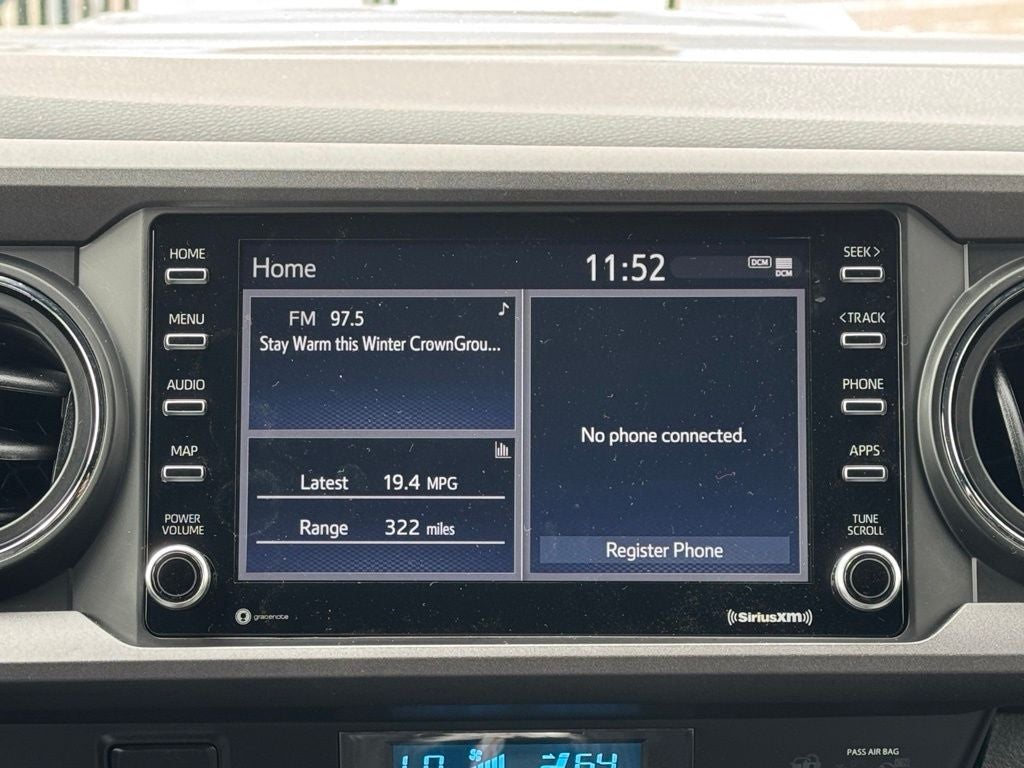 HOME
MENU
AUDIO
MAP
POWER
VOLUME
Home
11:52
DCM
DCM
FM 97.5
Stay Warm this Winter CrownGrou...
Latest 19.4 MPG
Range 322 miles
No phone connected.
Register Phone
SEEK >
< TRACK
PHONE
APPS
TUNE
SCROLL
gracenote
SiriusXM
64
PASS AIR BAG